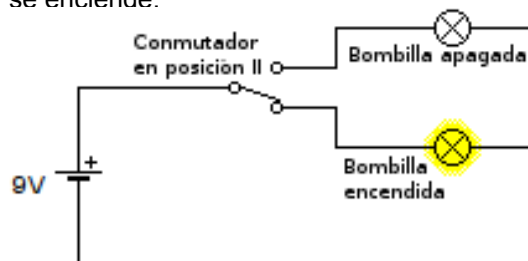 se enciende.
Conmutador
en posición II
Bombilla apagada
+
9V
Bombilla
encendida